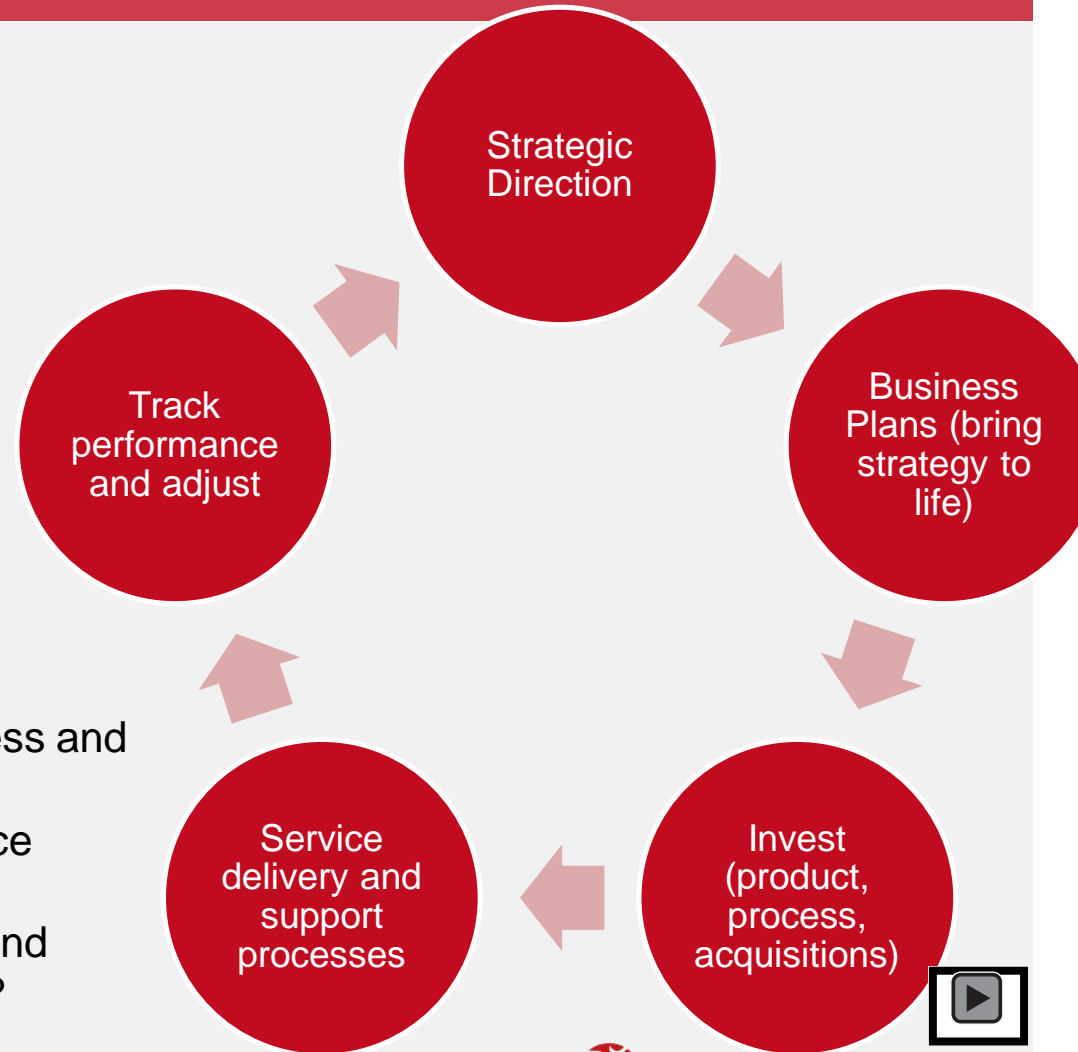 Strategic
Direction
Business
Plans (bring
strategy to
life)
Invest
(product,
process,
acquisitions)
Service
delivery and
support
processes
Track
performance
and adjust
ess and
ce
nd
?